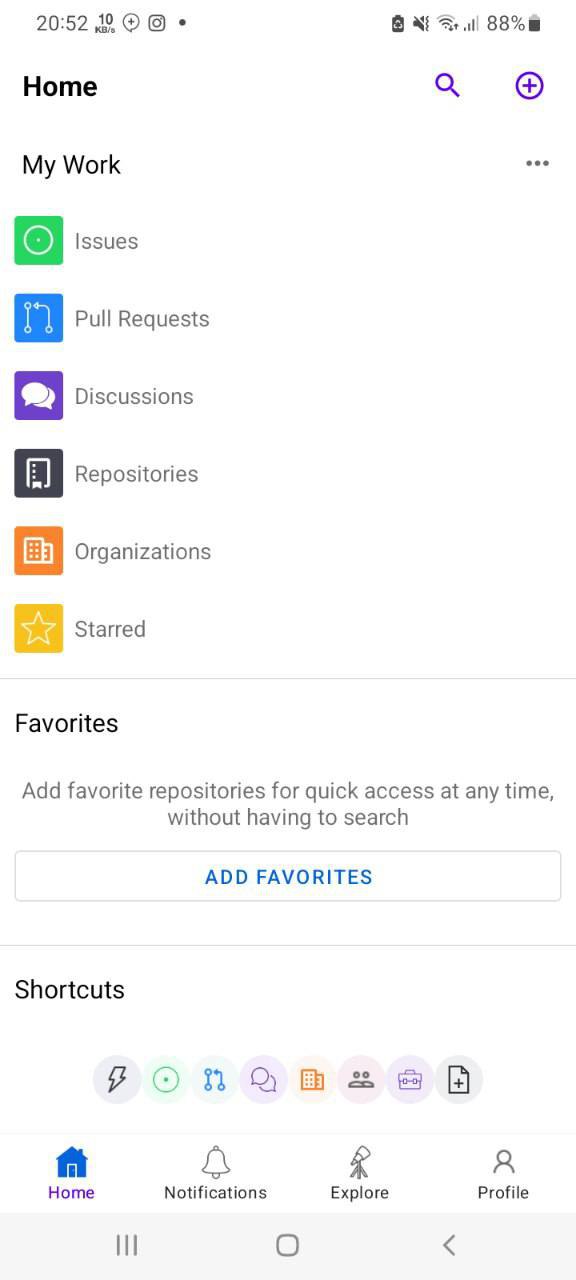 20:52 10 KB/s 88%
Home
My Work
Issues
Pull Requests
Discussions
Repositories
Organizations
Starred
Favorites
Add favorite repositories for quick access at any time,
without having to search
ADD FAVORITES
Shortcuts
Home Notifications Explore Profile